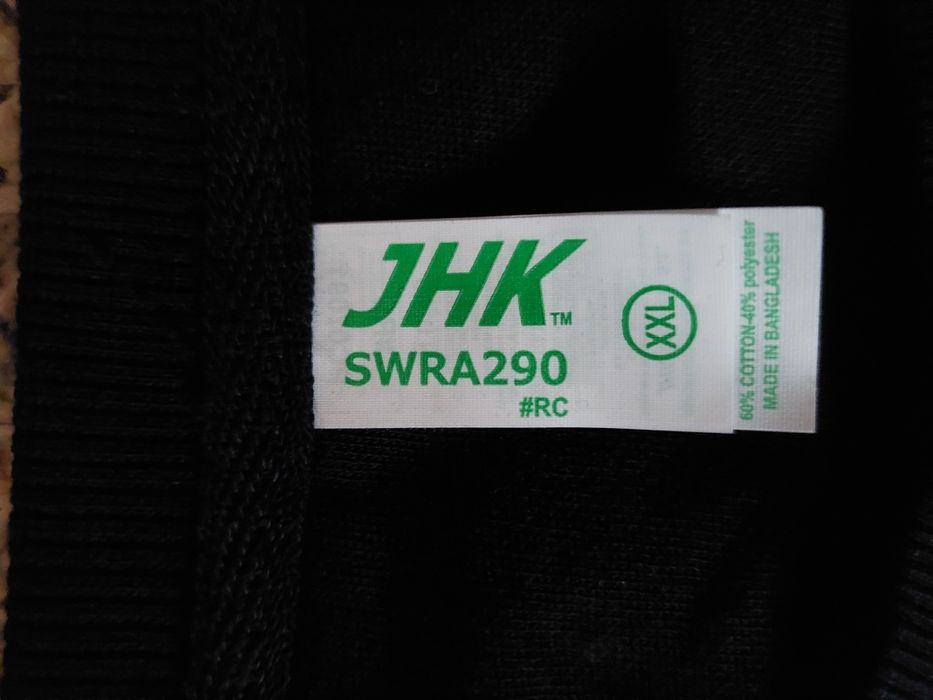 JHK™
SWRA290
#RC
XXL
60% COTTON-40% polyester
MADE IN BANGLADESH